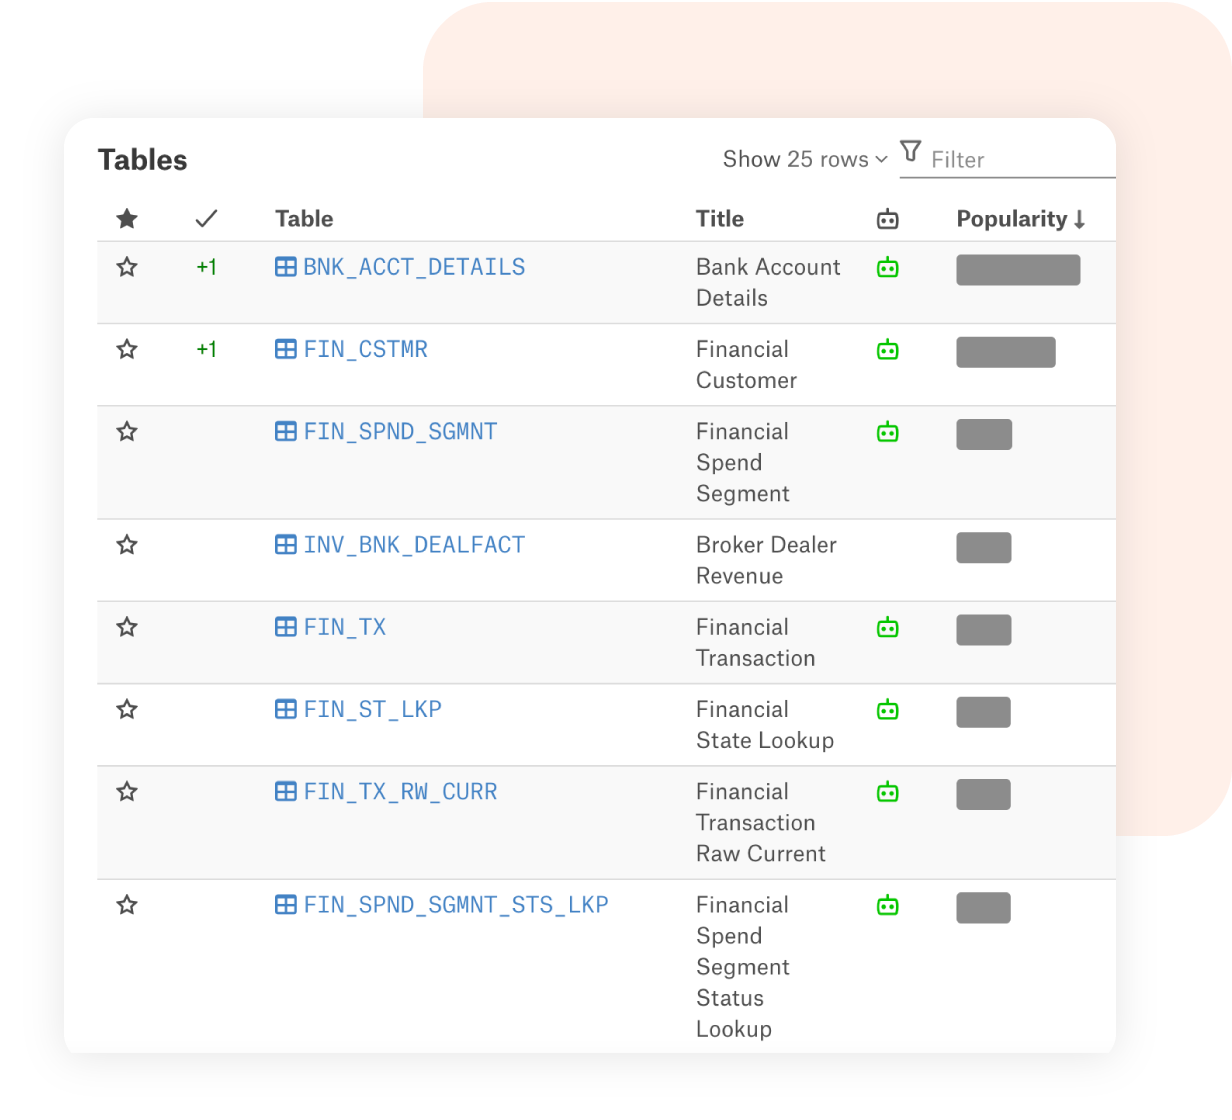 Tables
Show 25 rows
Filter
Table Title Popularity
+1 BNK_ACCT_DETAILS Bank Account
Details
+1 FIN_CSTMR Financial
Customer
FIN_SPND_SGMNT Financial
Spend
Segment
INV_BNK_DEALFACT Broker Dealer
Revenue
FIN_TX Financial
Transaction
FIN_ST_LKP Financial
State Lookup
FIN_TX_RW_CURR Financial
Transaction
Raw Current
FIN_SPND_SGMNT_STS_LKP Financial
Spend
Segment
Status
Lookup